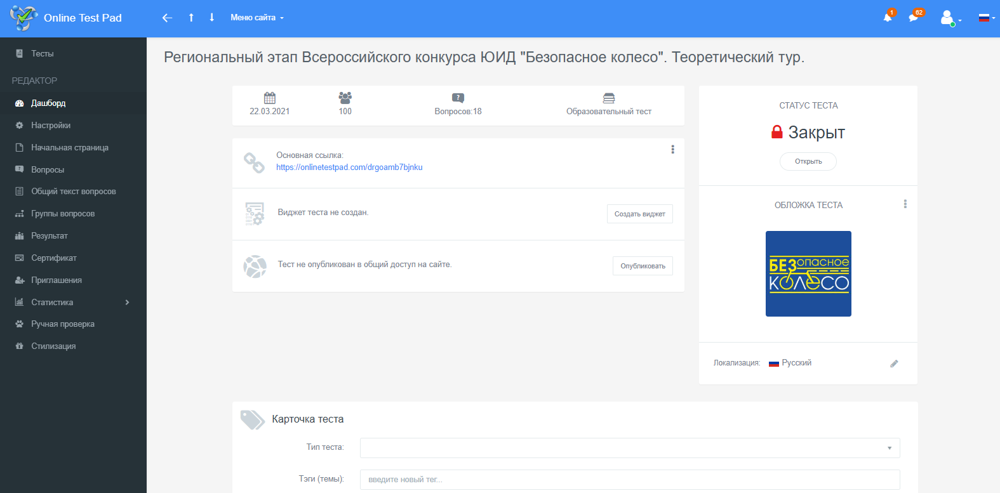 Online Test Pad
Меню сайта
1
62
Тесты
РЕДАКТОР
Дашборд
Настройки
Начальная страница
Вопросы
Общий текст вопросов
Группы вопросов
Результат
Сертификат
Приглашения
Статистика
Ручная проверка
Стилизация
Региональный этап Всероссийского конкурса ЮИД "Безопасное колесо". Теоретический тур.
22.03.2021
100
Вопросов:18
Образовательный тест
Основная ссылка:
https://onlinetestpad.com/drgoamb7bjnku
Виджет теста не создан.
Создать виджет
Тест не опубликован в общий доступ на сайте.
Опубликовать
СТАТУС ТЕСТА
Закрыт
Открыть
ОБЛОЖКА ТЕСТА
БЕЗопасное
КОЛЕСО
Локализация: Русский
Карточка теста
Тип теста:
Тэги (темы): введите новый тег...